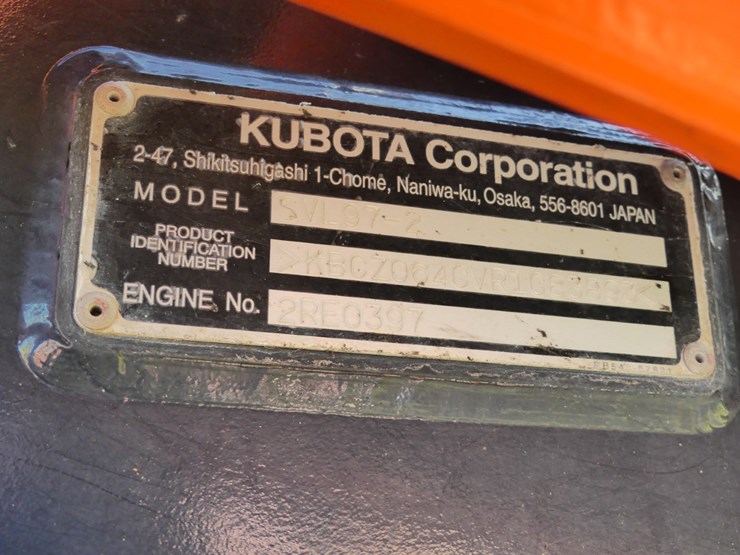 KUBOTA Corporation
2-47, Shikitsuhigashi 1-Chome, Naniwa-ku, Osaka, 556-8601 JAPAN
MODEL SVL97-2
PRODUCT
IDENTIFICATION
NUMBER
ENGINE No. 2RE0397